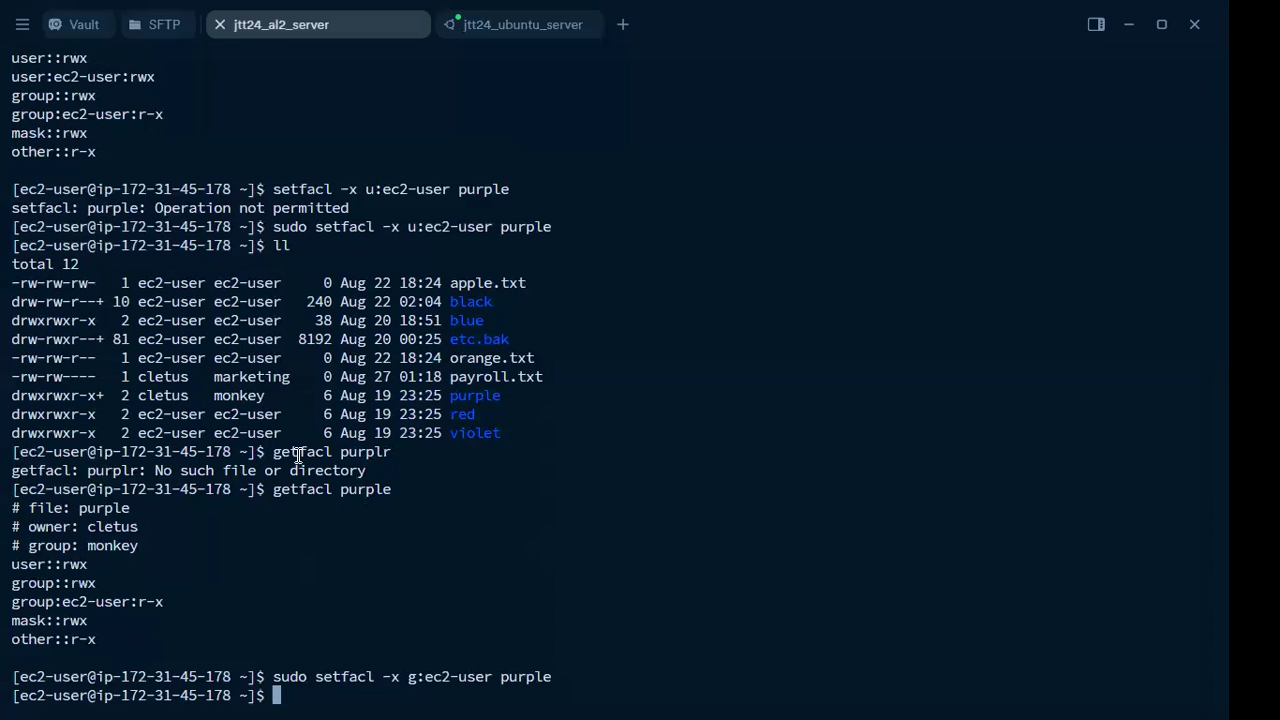 Vault SFTP jtt24_al2_server jtt24_ubuntu_server
user::rwx
user:ec2-user:rwx
group::rwx
group:ec2-user:r-x
mask::rwx
other::r-x
[ec2-user@ip-172-31-45-178 ~]$ setfacl -x u:ec2-user purple
setfacl: purple: Operation not permitted
[ec2-user@ip-172-31-45-178 ~]$ sudo setfacl -x u:ec2-user purple
[ec2-user@ip-172-31-45-178 ~]$ ll
total 12
-rw-rw-rw-  1 ec2-user ec2-user    0 Aug 22 18:24 apple.txt
drw-rw-r--+ 10 ec2-user ec2-user  240 Aug 22 02:04 black
drwxrwxr-x  2 ec2-user ec2-user   38 Aug 20 18:51 blue
drw-rwxr--+ 81 ec2-user ec2-user 8192 Aug 20 00:25 etc.bak
-rw-rw-r--  1 ec2-user ec2-user    0 Aug 22 18:24 orange.txt
-rw-rw----  1 cletus   marketing   0 Aug 27 01:18 payroll.txt
drwxrwxr-x+ 2 cletus   monkey      6 Aug 19 23:25 purple
drwxrwxr-x  2 ec2-user ec2-user    6 Aug 19 23:25 red
drwxrwxr-x  2 ec2-user ec2-user    6 Aug 19 23:25 violet
[ec2-user@ip-172-31-45-178 ~]$ getfacl purplr
getfacl: purplr: No such file or directory
[ec2-user@ip-172-31-45-178 ~]$ getfacl purple
# file: purple
# owner: cletus
# group: monkey
user::rwx
group::rwx
group:ec2-user:r-x
mask::rwx
other::r-x
[ec2-user@ip-172-31-45-178 ~]$ sudo setfacl -x g:ec2-user purple
[ec2-user@ip-172-31-45-178 ~]$